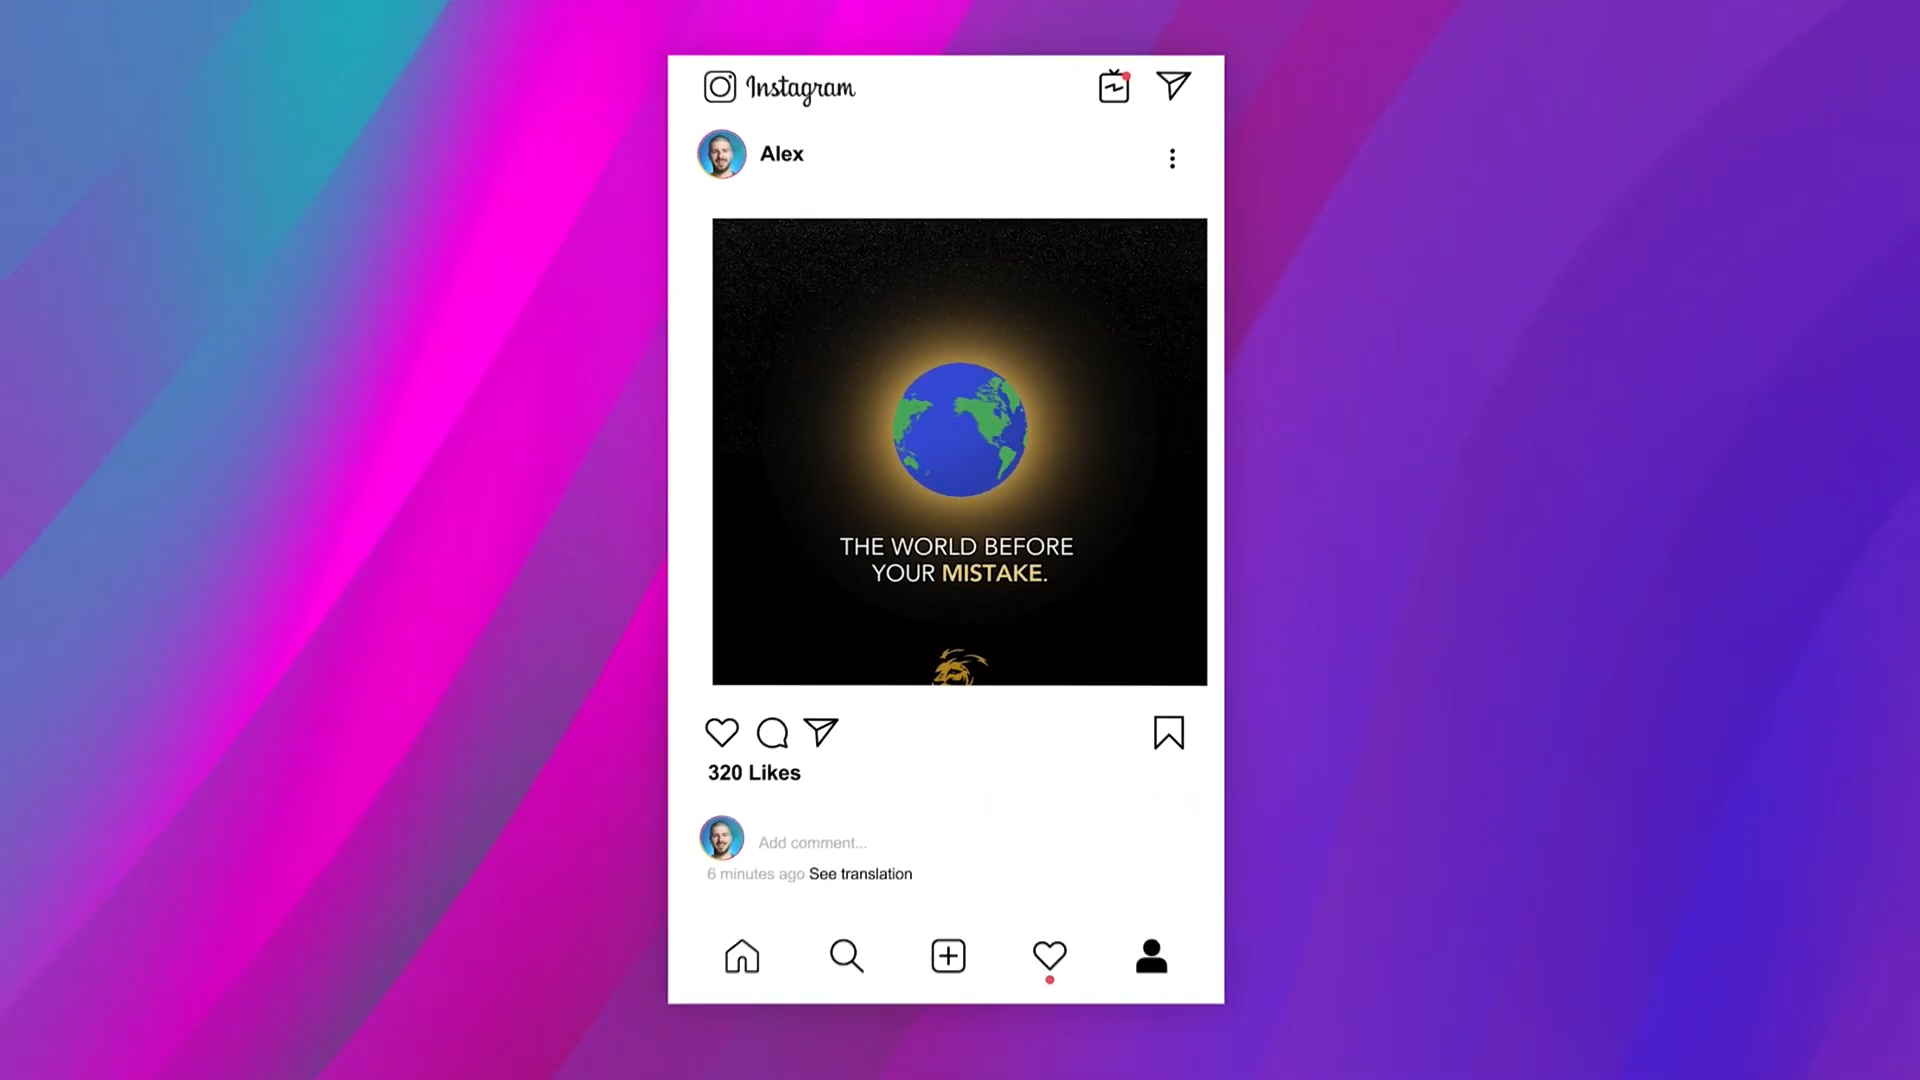 Instagram
Alex
THE WORLD BEFORE
YOUR MISTAKE.
320 Likes
Add comment...
6 minutes ago See translation